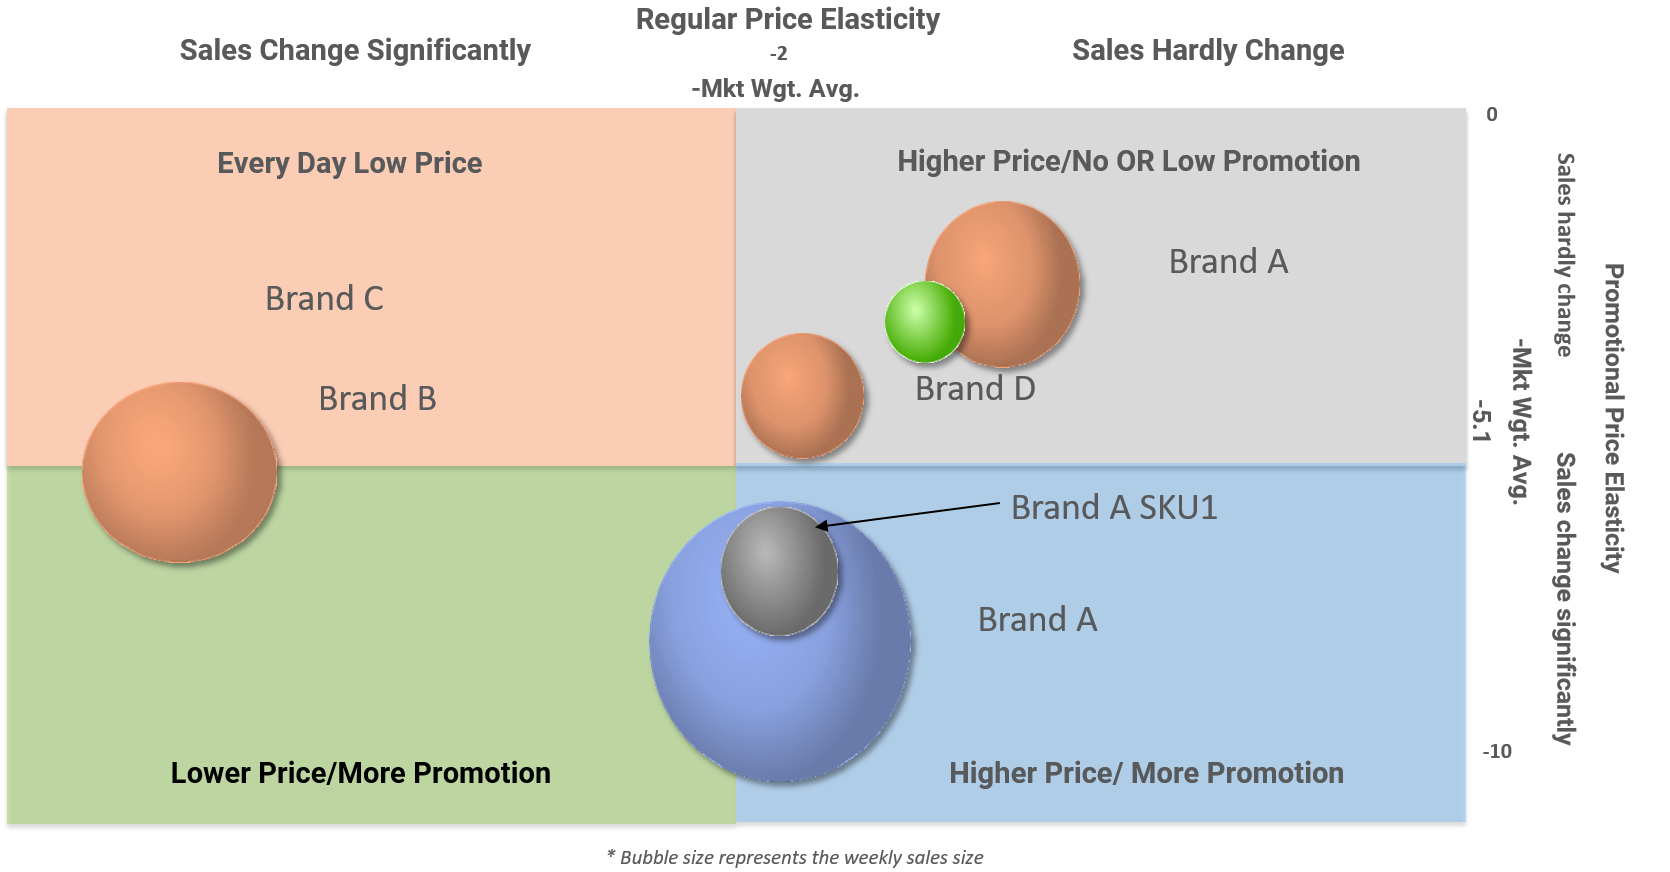 Regular Price Elasticity
Sales Change Significantly
-2
Sales Hardly Change
-Mkt Wgt. Avg.
0
Every Day Low Price
Higher Price/No OR Low Promotion
Sales hardly change
Brand A
Promotional Price Elasticity
Brand C
-Mkt Wgt. Avg.
Brand B
Brand D
-5.1
Sales change significantly
Brand A SKU1
Brand A
-10
Lower Price/More Promotion
Higher Price/ More Promotion
* Bubble size represents the weekly sales size